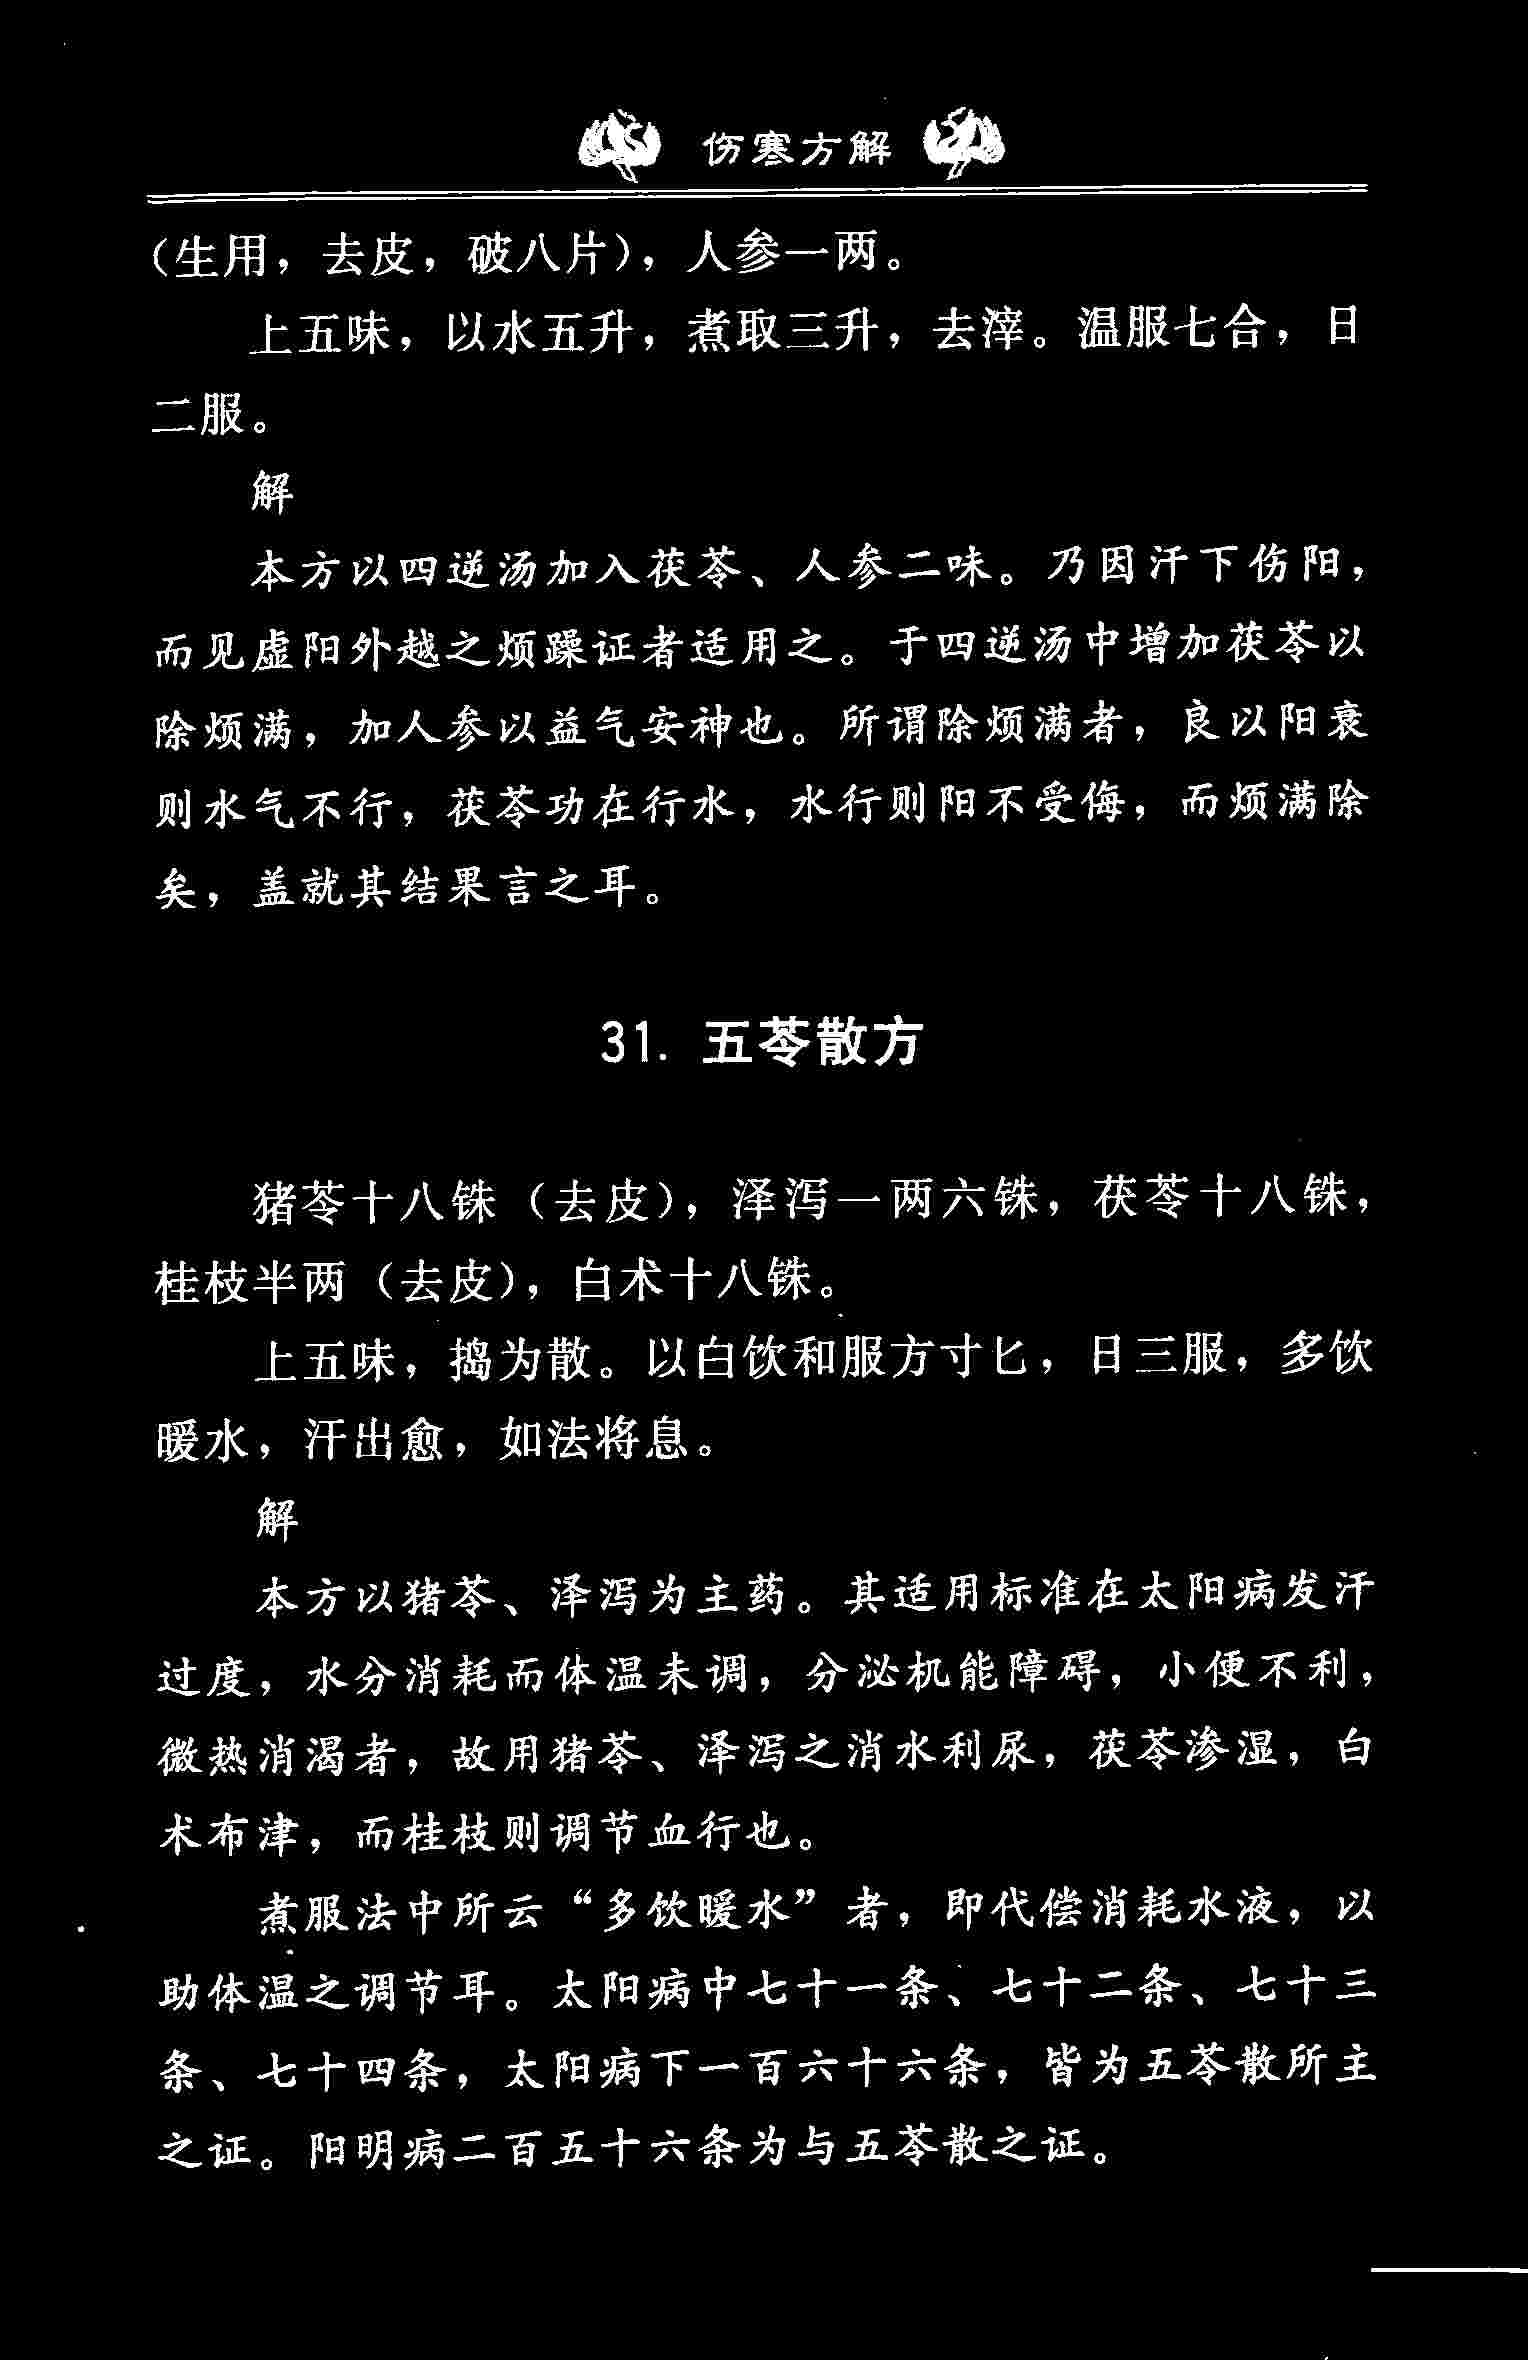 伤寒方解
（生用，去皮，破八片），人参一两。
上五味，以水五升，煮取三升，去滓。温服七合，日
二服。
解
本方以四逆汤加入茯苓、人参二味。乃因汗下伤阳，
而见虚阳外越之烦躁证者适用之。于四逆汤中增加茯苓以
除烦满，加人参以益气安神也。所谓除烦满者，良以阳衰
则水气不行，茯苓功在行水，水行则阳不受侮，而烦满除
矣，盖就其结果言之耳。
31. 五苓散方
猪苓十八铢（去皮），泽泻一两六铢，茯苓十八铢，
桂枝半两（去皮），白术十八铢。
上五味，捣为散。以白饮和服方寸匕，日三服，多饮
暖水，汗出愈，如法将息。
解
本方以猪苓、泽泻为主药。其适用标准在太阳病发汗
过度，水分消耗而体温未调，分泌机能障碍，小便不利，
微热消渴者，故用猪苓、泽泻之消水利尿，茯苓渗湿，白
术布津，而桂枝则调节血行也。
煮服法中所云“多饮暖水”者，即代偿消耗水液，以
助体温之调节耳。太阳病中七十一条、七十二条、七十三
条、七十四条，太阳病下一百六十六条，皆为五苓散所主
之证。阳明病二百五十六条为与五苓散之证。